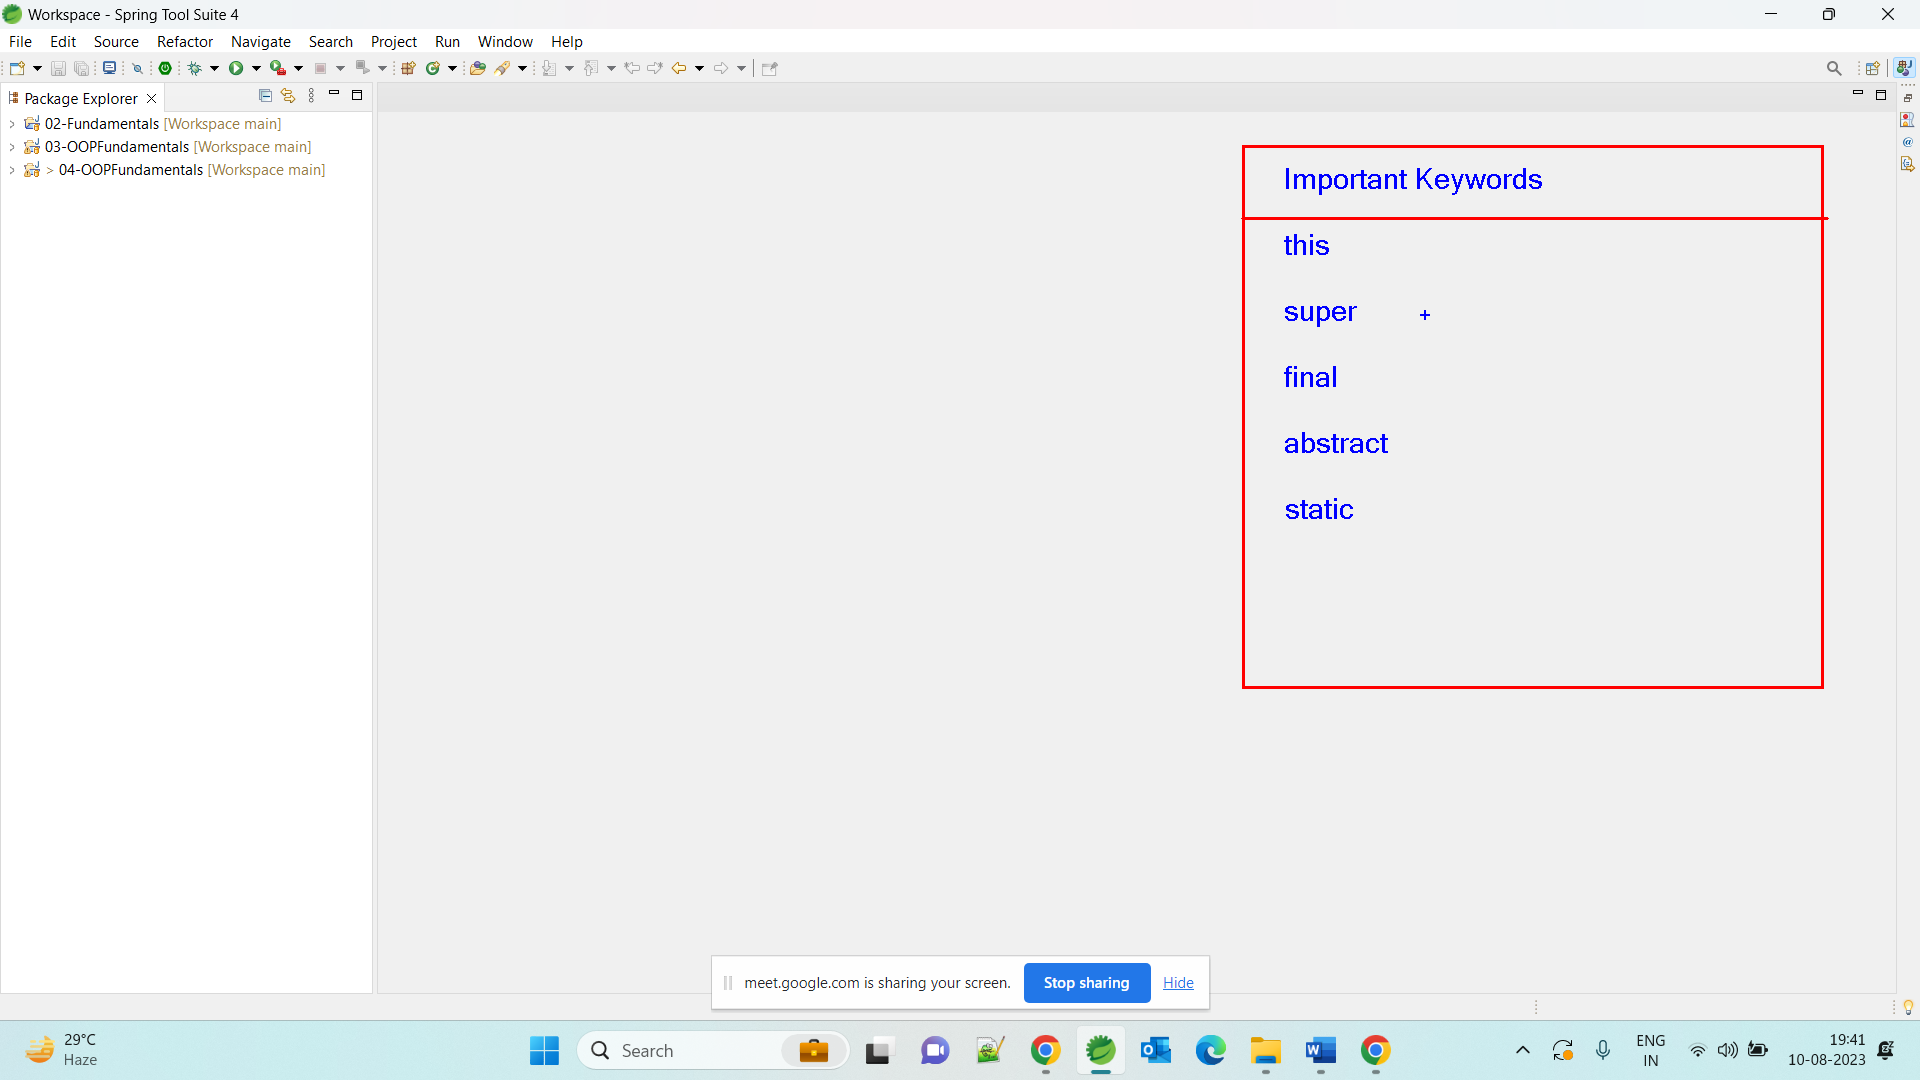 Workspace - Spring Tool Suite 4
File Edit Source Refactor Navigate Search Project Run Window Help
Package Explorer
02-Fundamentals [Workspace main]
03-OOPFundamentals [Workspace main]
> 04-OOPFundamentals [Workspace main]
Important Keywords
this
super
final
abstract
static
meet.google.com is sharing your screen. Stop sharing Hide
29°C
Haze
Search
ENG
IN
19:41
10-08-2023